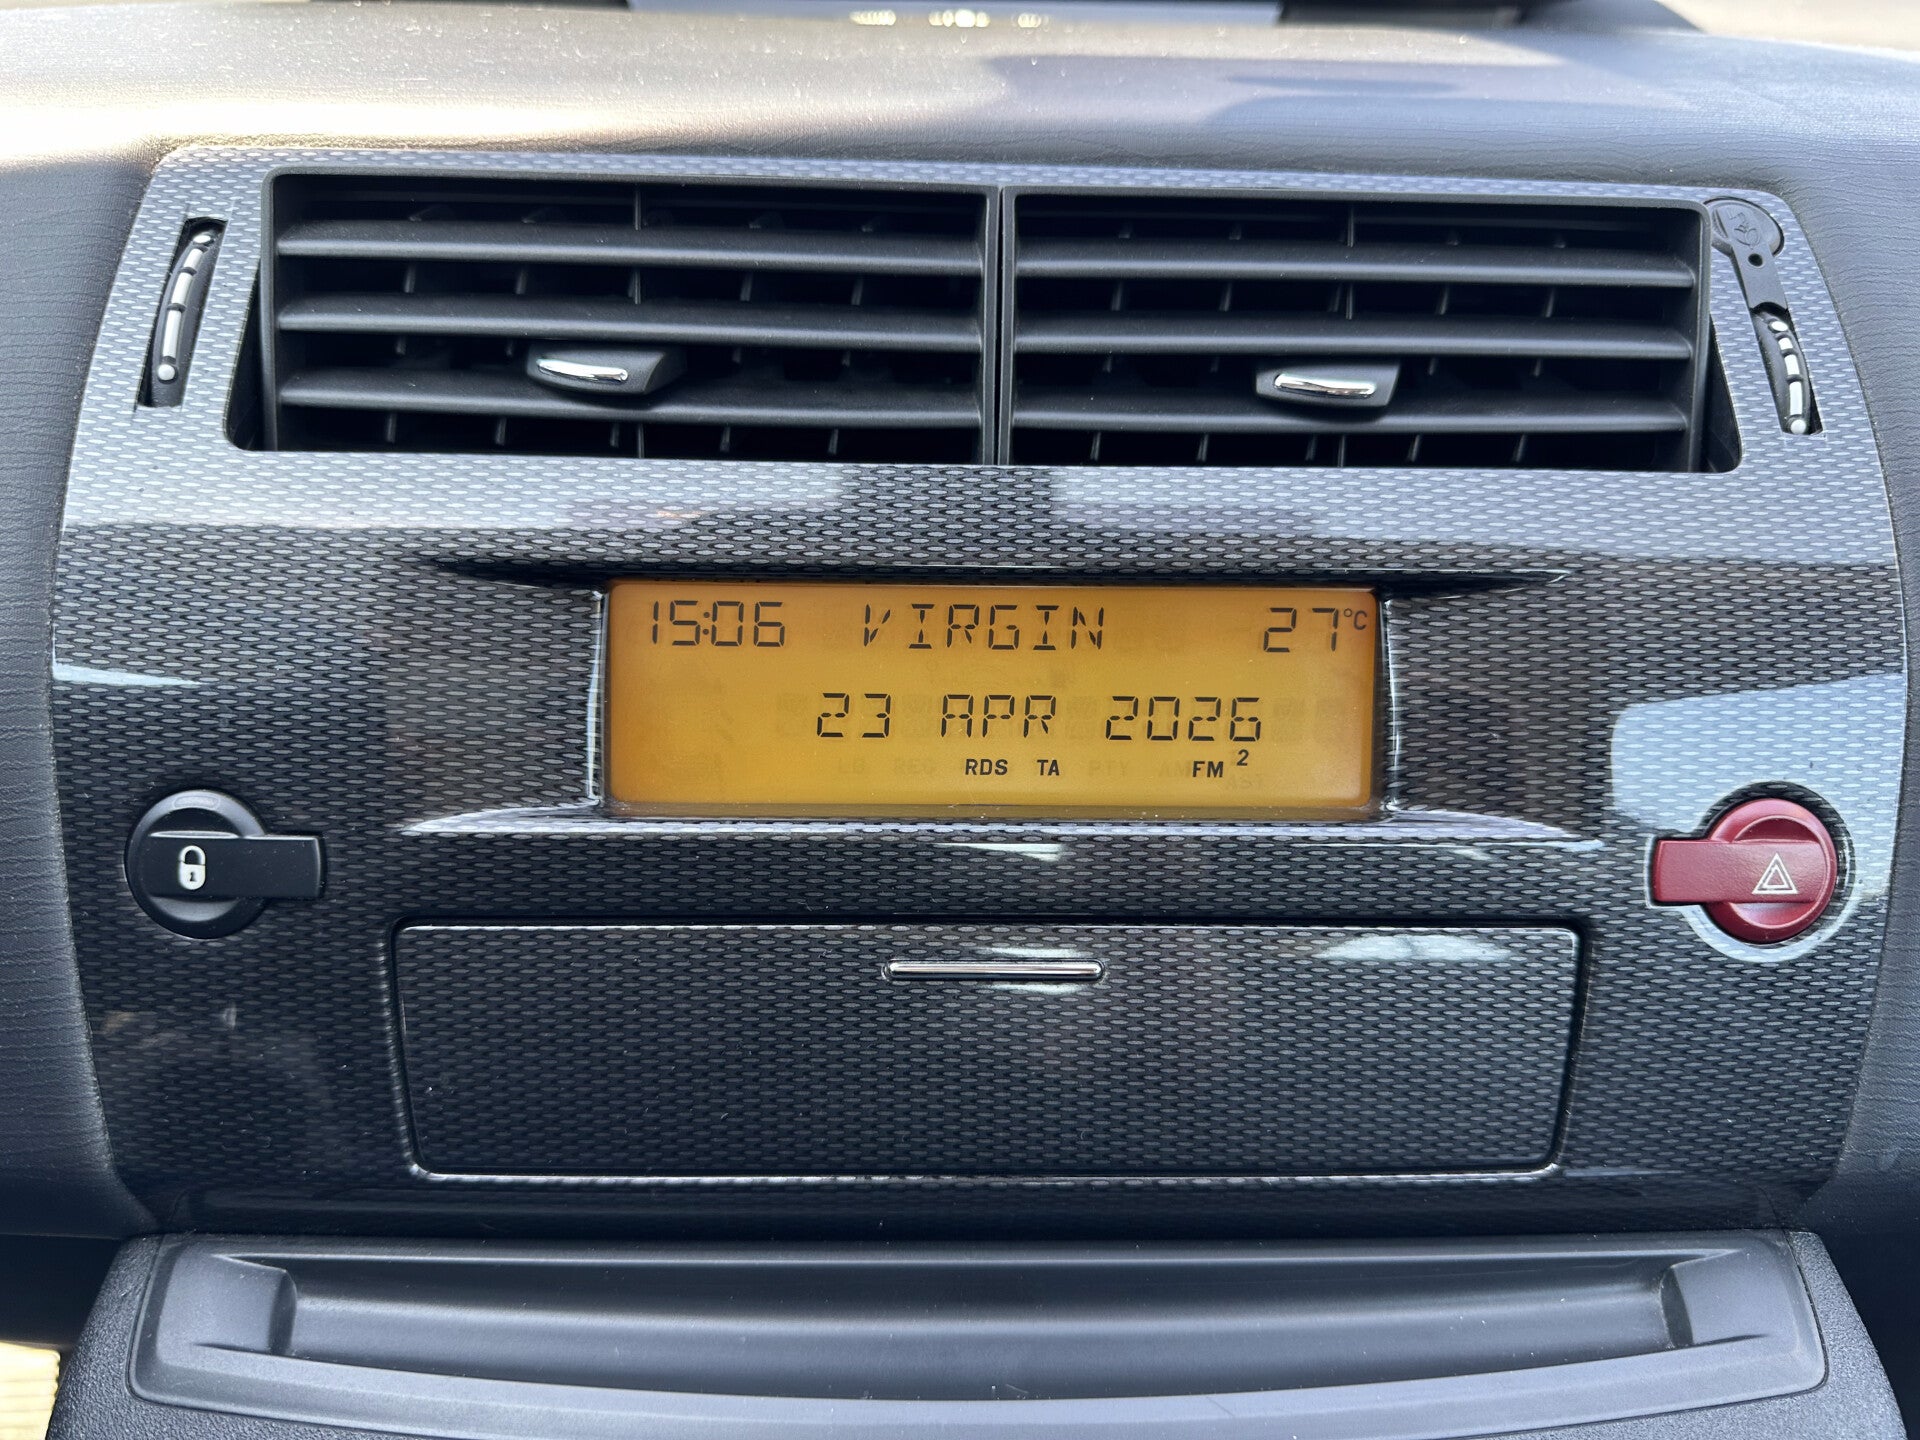 15:06 VIRGIN 27°C
23 APR 2026
RDS TA FM 2